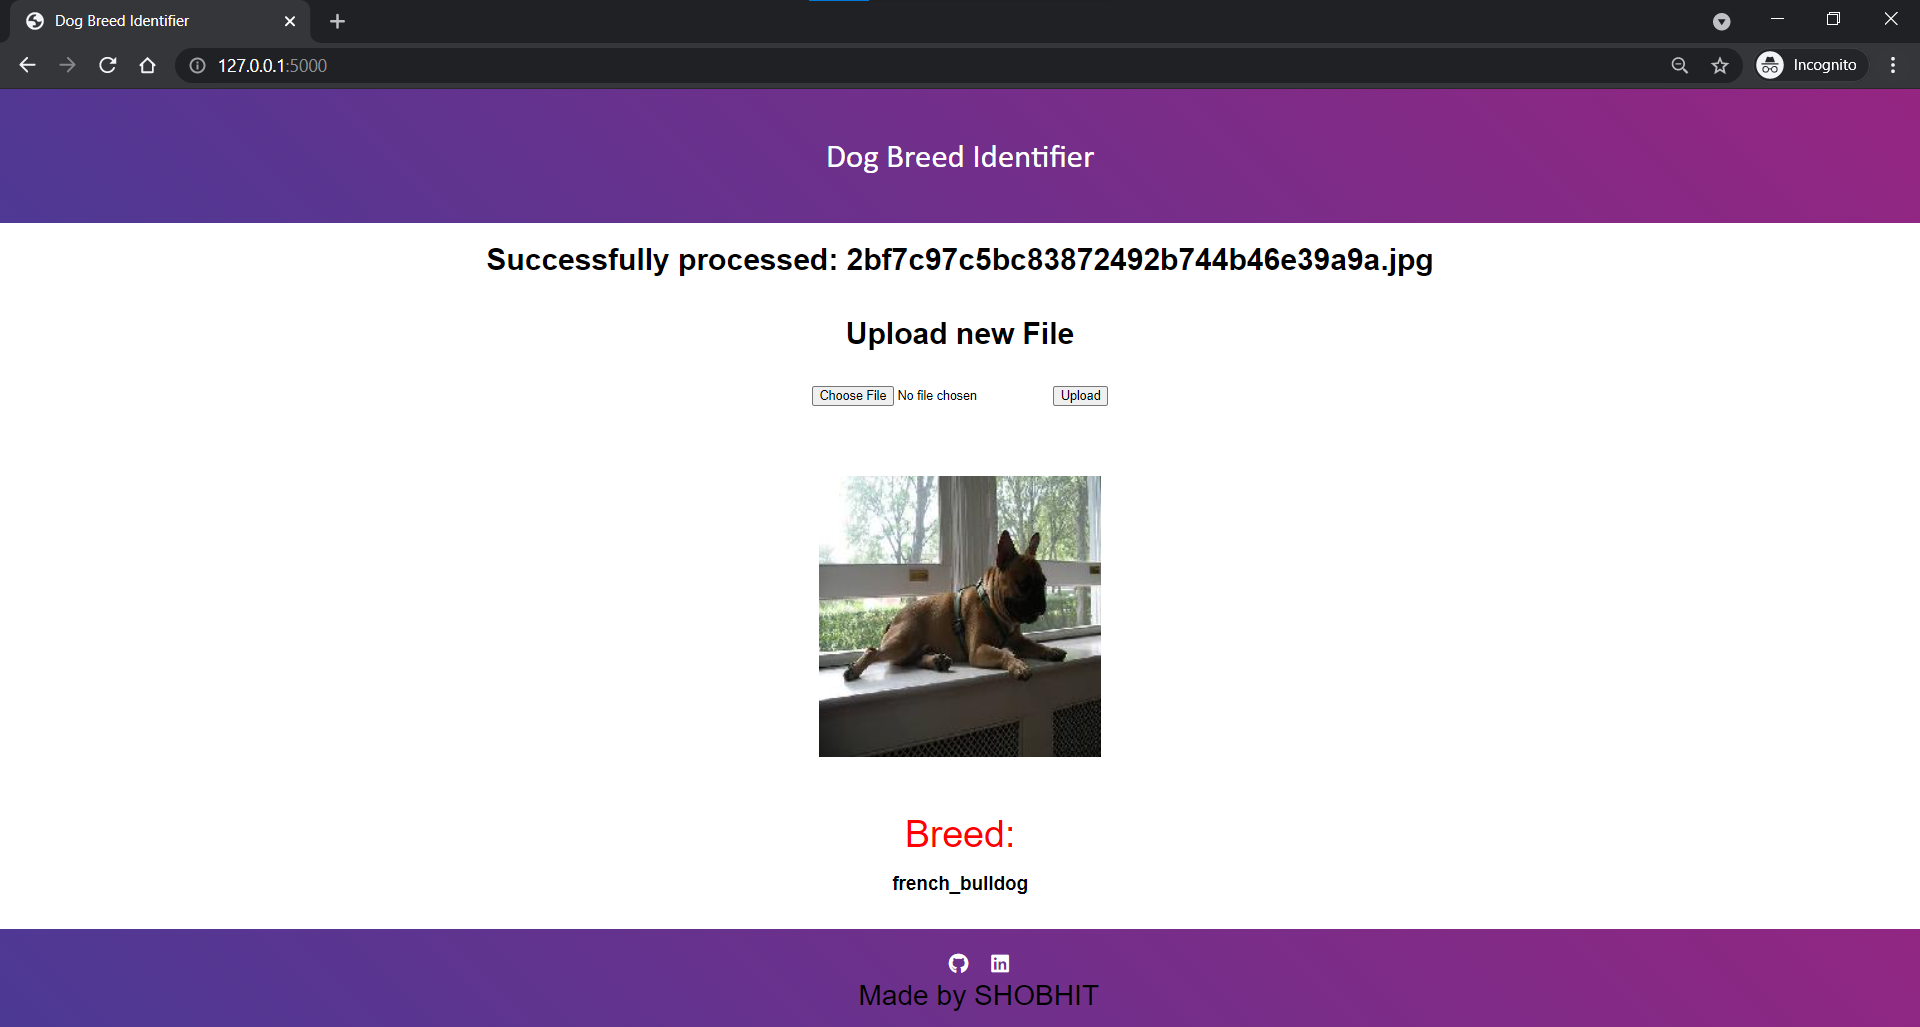 Dog Breed Identifier
127.0.0.1:5000
Incognito
Dog Breed Identifier
Successfully processed: 2bf7c97c5bc83872492b744b46e39a9a.jpg
Upload new File
Choose File No file chosen Upload
Breed:
french_bulldog
in
Made by SHOBHIT